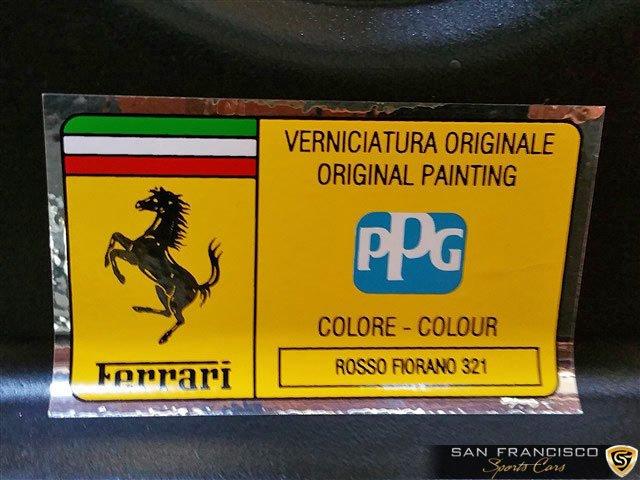 VERNICIATURA ORIGINALE
ORIGINAL PAINTING
PPG
COLORE - COLOUR
ROSSO FIORANO 321
Ferrari
SAN FRANCISCO
Sports Cars